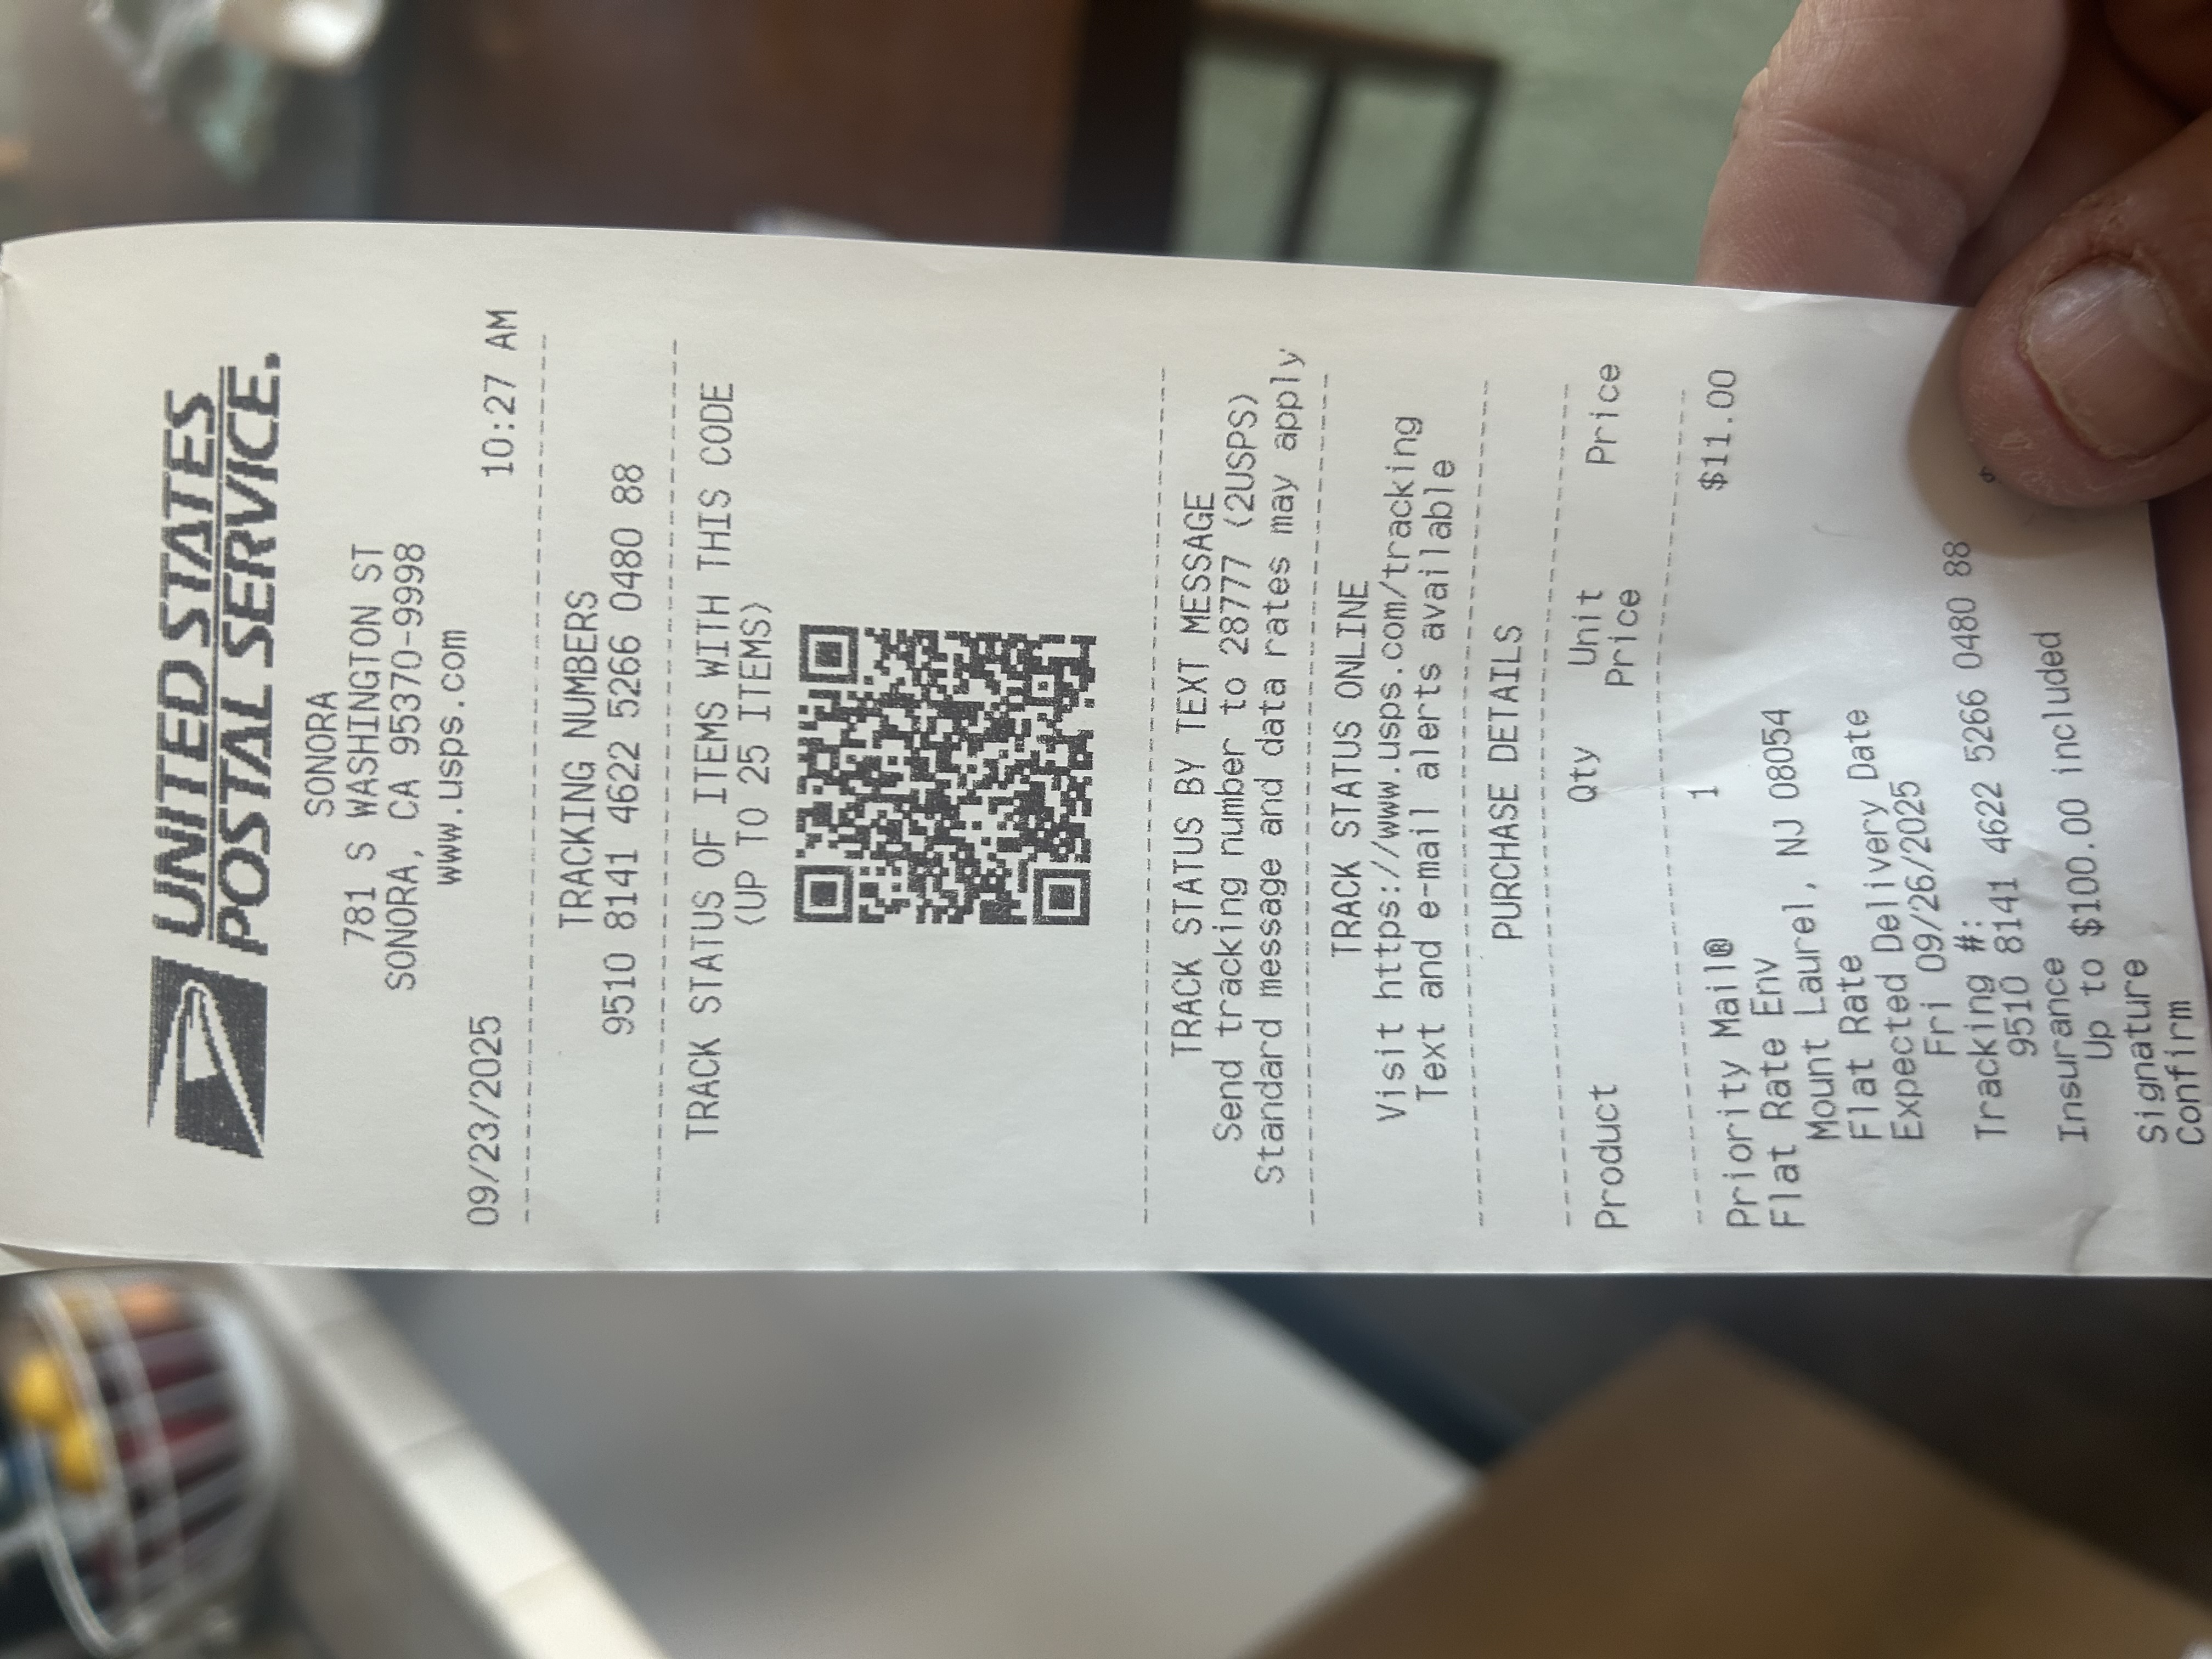 UNITED STATES
POSTAL SERVICE.
SONORA
781 S WASHINGTON ST
SONORA, CA 95370-9998
www.usps.com
09/23/2025 10:27 AM
TRACKING NUMBERS
9510 8141 4622 5266 0480 88
TRACK STATUS OF ITEMS WITH THIS CODE
(UP TO 25 ITEMS)
TRACK STATUS BY TEXT MESSAGE
Send tracking number to 28777 (2USPS)
Standard message and data rates may apply
TRACK STATUS ONLINE
Visit https://www.usps.com/tracking
Text and e-mail alerts available
PURCHASE DETAILS
Product Qty Unit Price Price
Priority Mail® 1 $11.00
Flat Rate Env
Mount Laurel, NJ 08054
Flat Rate
Expected Delivery Date
Fri 09/26/2025
Tracking #:
9510 8141 4622 5266 0480 88
Insurance
Up to $100.00 included
Signature
Confirm